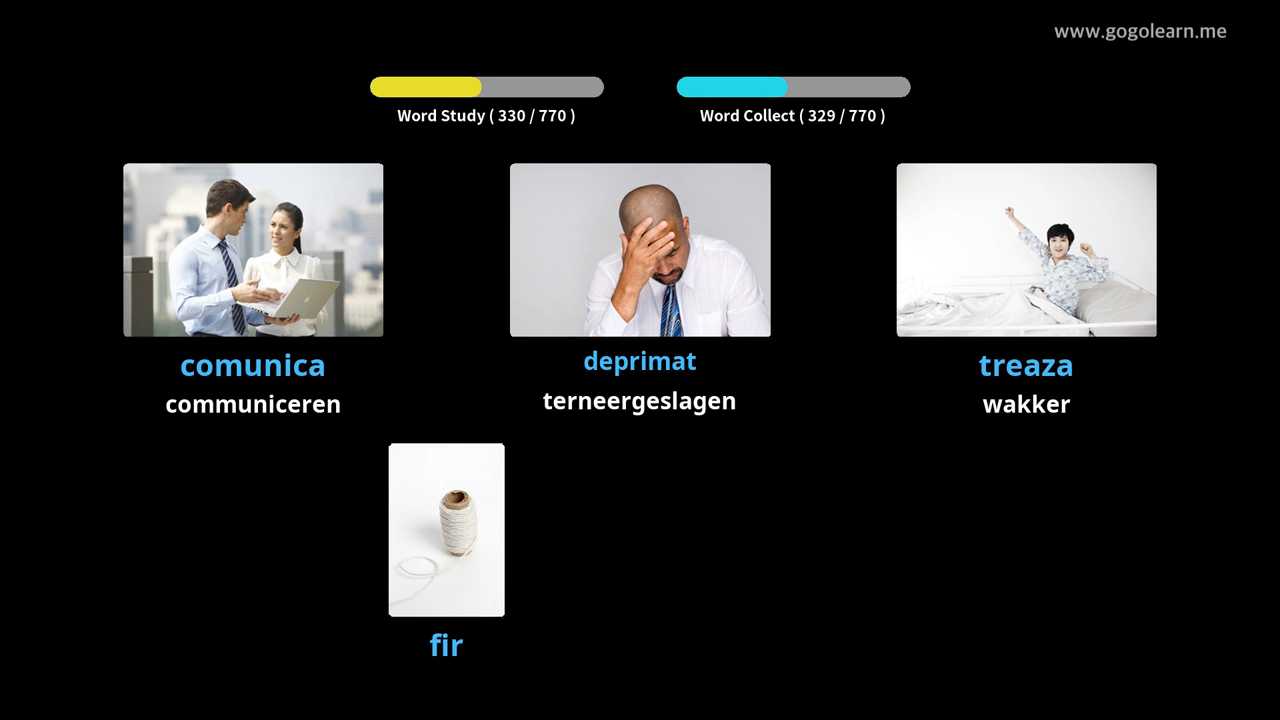 www.gogolearn.me
Word Study ( 330 / 770 )
Word Collect ( 329 / 770 )
comunica
deprimat
treaza
communiceren
terneergeslagen
wakker
fir